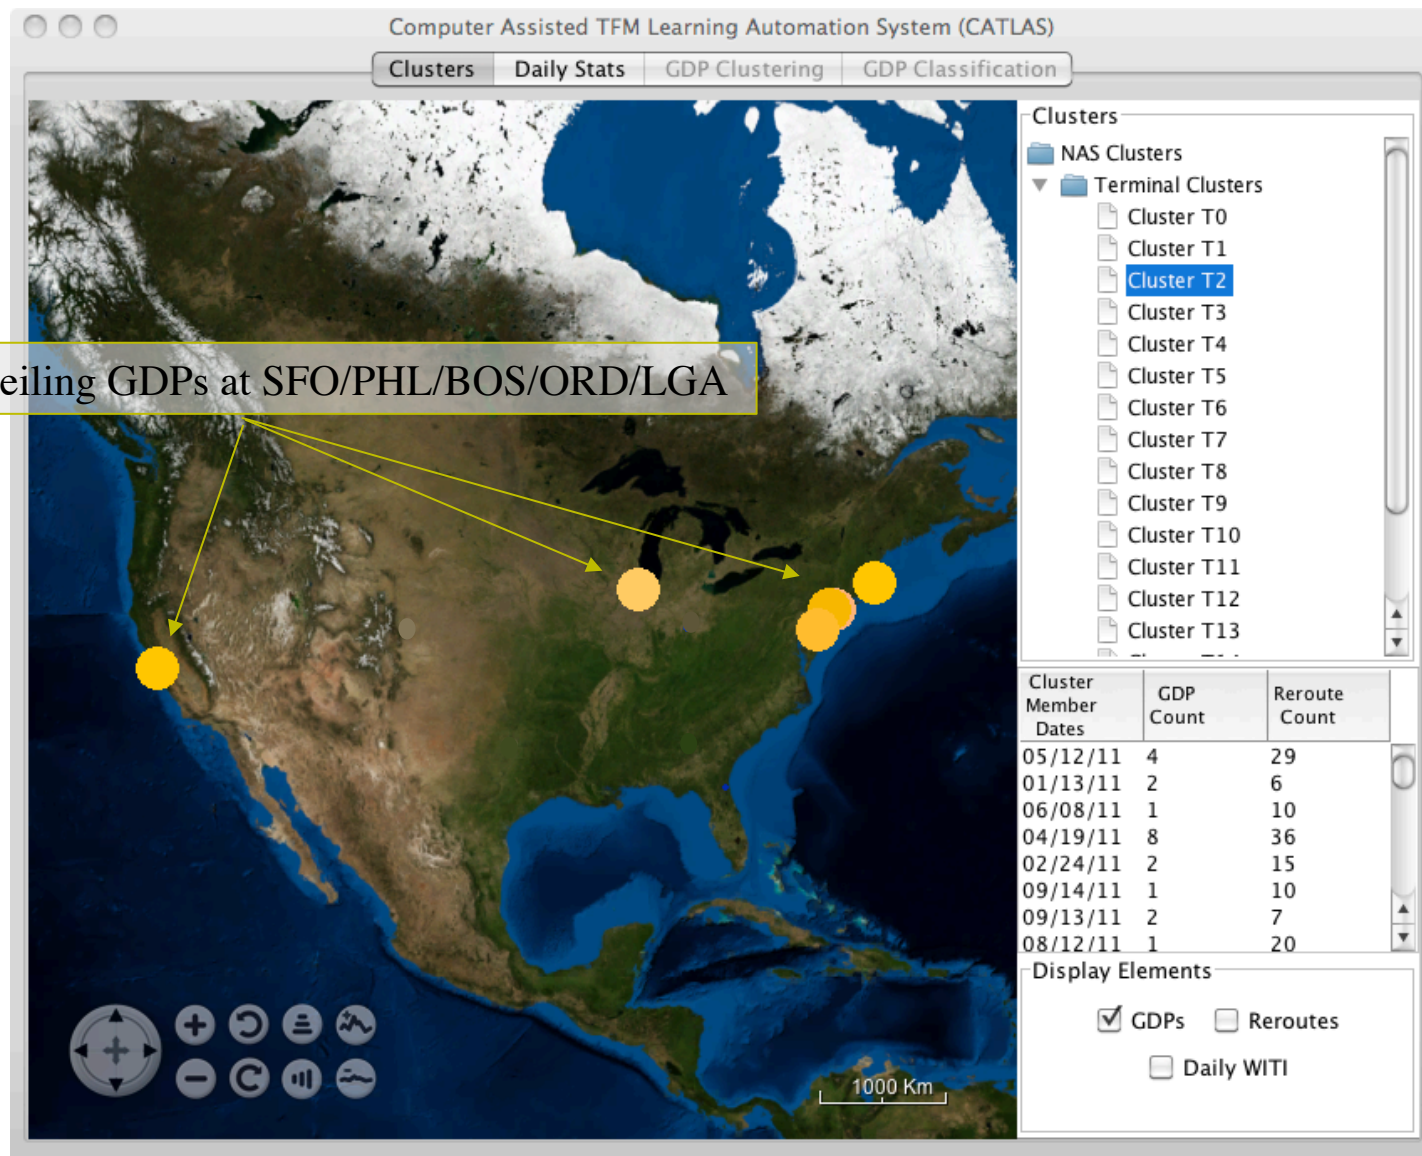 Computer Assisted TFM Learning Automation System (CATLAS)
Clusters Daily Stats GDP Clustering GDP Classification
Clusters
NAS Clusters
Terminal Clusters
Cluster T0
Cluster T1
Cluster T2
Cluster T3
Cluster T4
Cluster T5
Cluster T6
Cluster T7
Cluster T8
Cluster T9
Cluster T10
Cluster T11
Cluster T12
Cluster T13
eiling GDPs at SFO/PHL/BOS/ORD/LGA
1000 Km
Cluster Member Dates GDP Count Reroute Count
05/12/11 4 29
01/13/11 2 6
06/08/11 1 10
04/19/11 8 36
02/24/11 2 15
09/14/11 1 10
09/13/11 2 7
08/12/11 1 20
Display Elements
GDPs Reroutes
Daily WITI